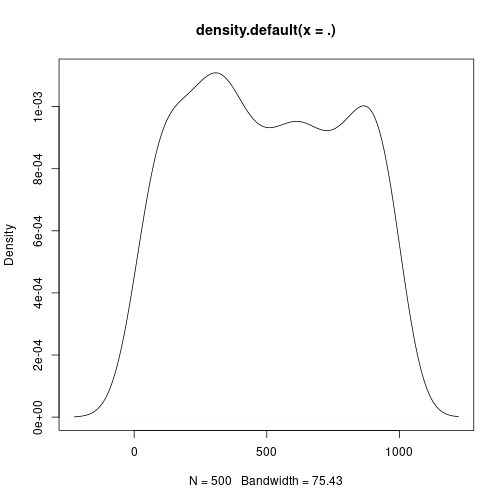 density.default(x = .)
Density
1e-03
8e-04
6e-04
4e-04
2e-04
0e+00
0 500 1000
N = 500 Bandwidth = 75.43